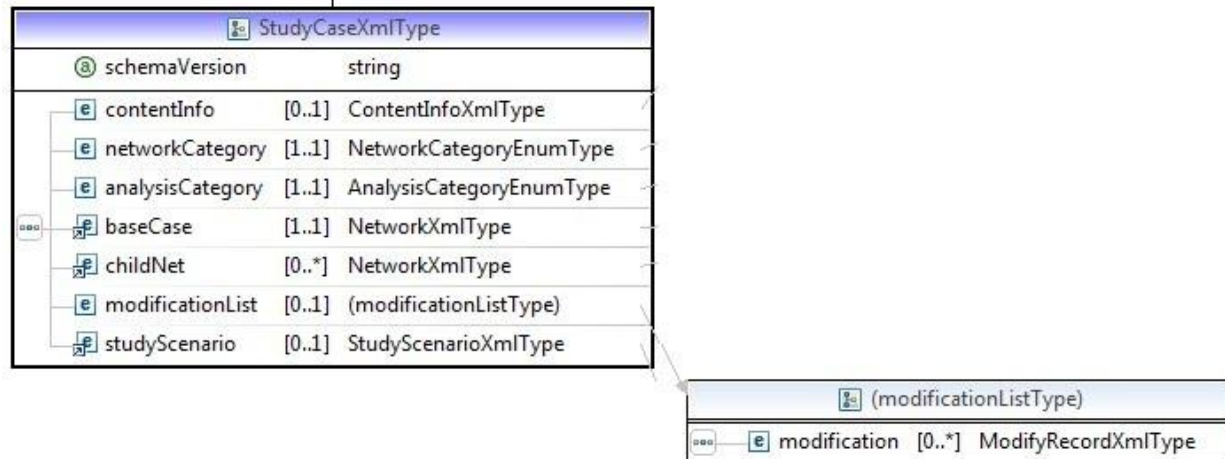 StudyCaseXmlType
a schemaVersion string
e contentInfo [0..1] ContentInfoXmlType
e networkCategory [1..1] NetworkCategoryEnumType
e analysisCategory [1..1] AnalysisCategoryEnumType
e baseCase [1..1] NetworkXmlType
e childNet [0..*] NetworkXmlType
e modificationList [0..1] (modificationListType)
e studyScenario [0..1] StudyScenarioXmlType
(modificationListType)
e modification [0..*] ModifyRecordXmlType